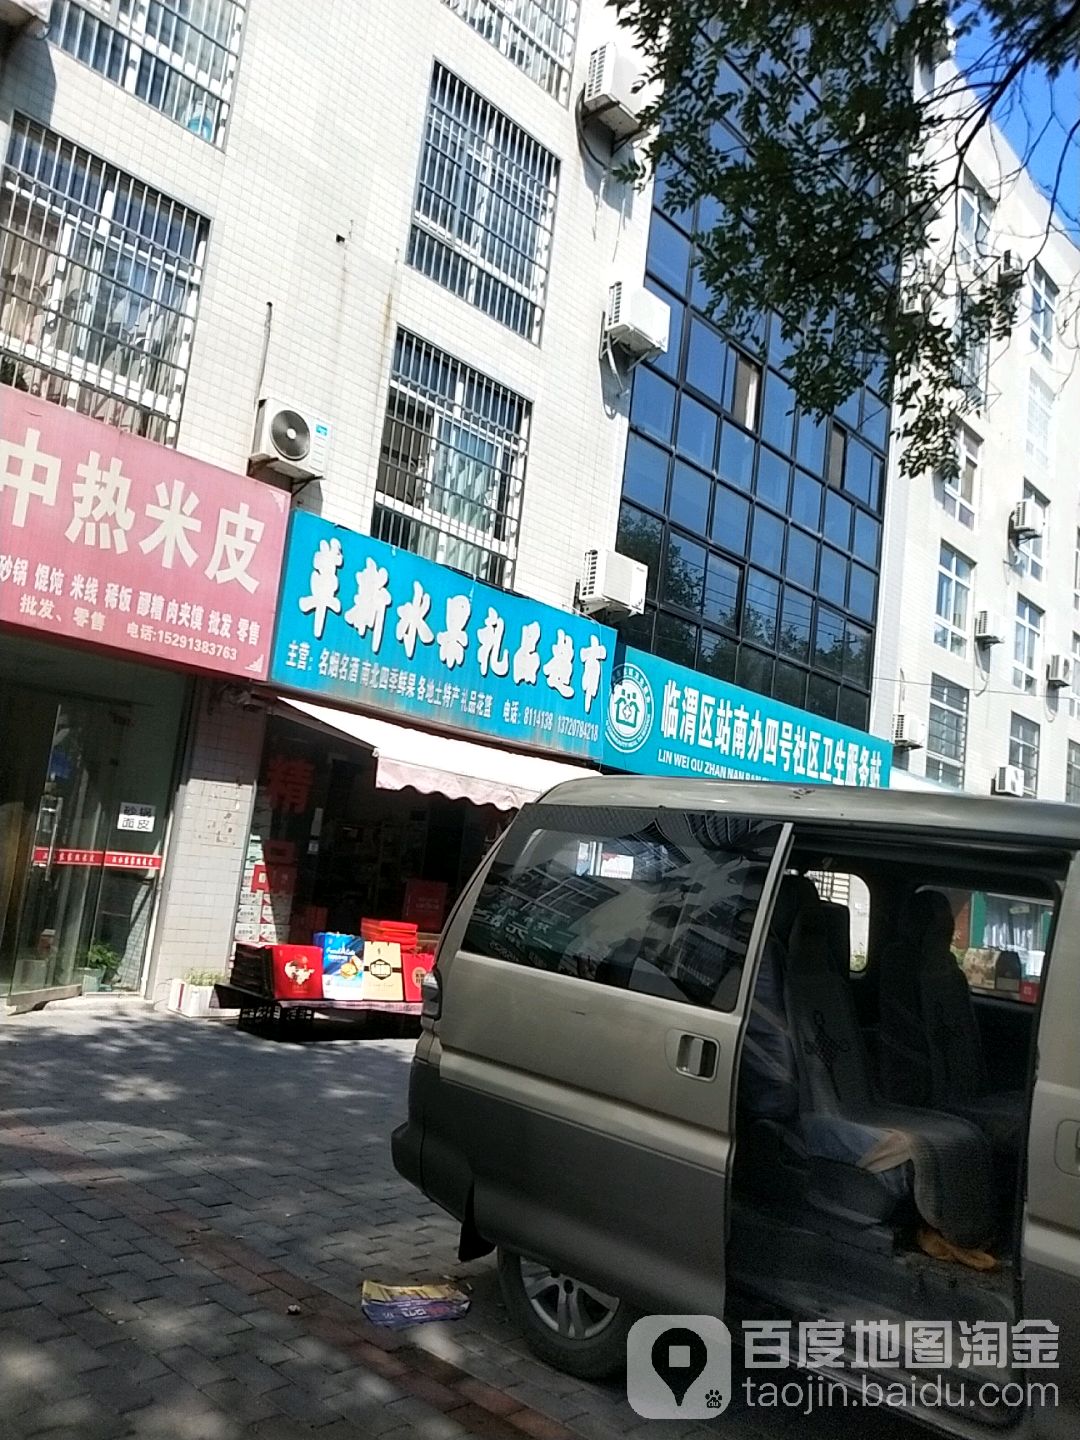 中热米皮
砂锅 馄饨 米线 稀饭 醪糟 肉夹馍 批发 零售
批发、零售 电话:15291383763
革新水果礼品超市
主营：名烟名酒 南北四季鲜果 各地土特产 礼品花篮 电话：8114138 13720784218
临渭区站南办四号社区卫生服务站
LIN WEI QU ZHAN NAN BAN
砂锅
面皮
精品
百度地图淘金
taojin.baidu.com